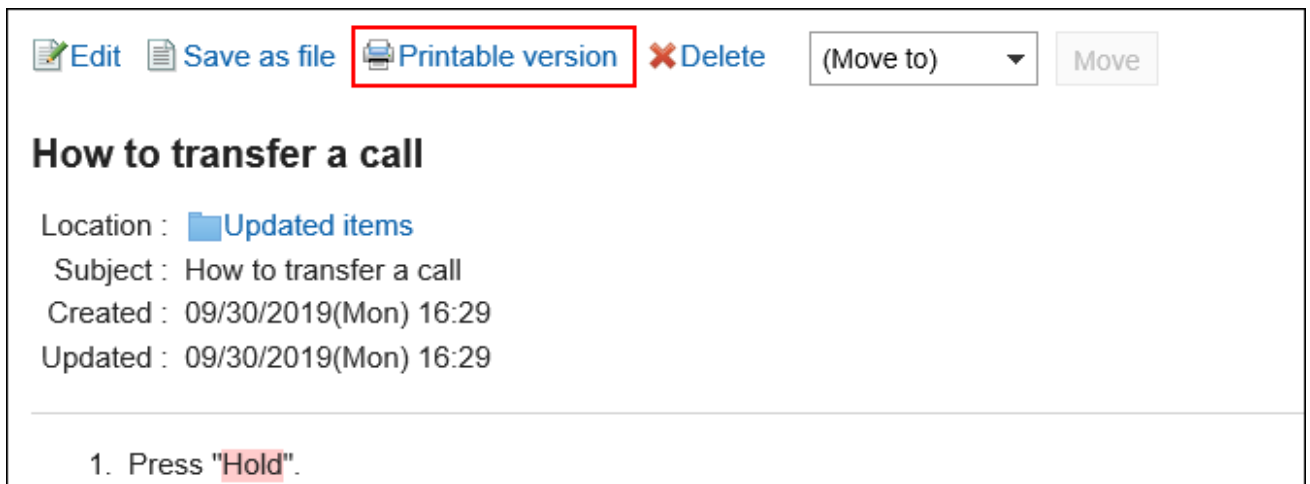 Edit Save as file Printable version Delete (Move to) Move
How to transfer a call
Location : Updated items
Subject : How to transfer a call
Created : 09/30/2019(Mon) 16:29
Updated : 09/30/2019(Mon) 16:29
1. Press "Hold".